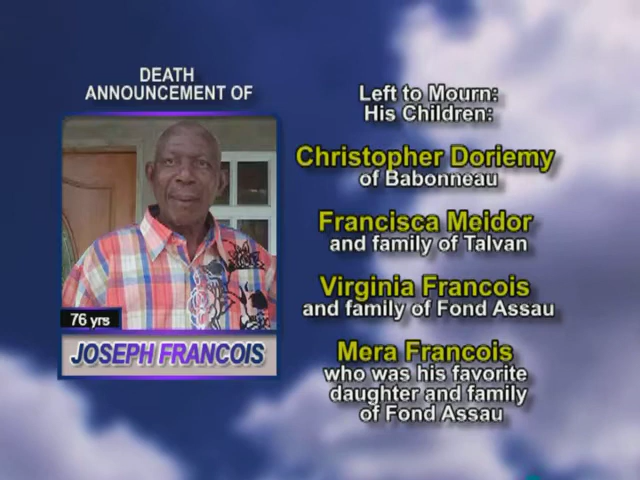 DEATH
ANNOUNCEMENT OF
76 yrs
JOSEPH FRANCOIS
Left to Mourn:
His Children:
Christopher Doriemy
of Babonneau
Francisca Meidor
and family of Talvan
Virginia Francois
and family of Fond Assau
Mera Francois
who was his favorite
daughter and family
of Fond Assau